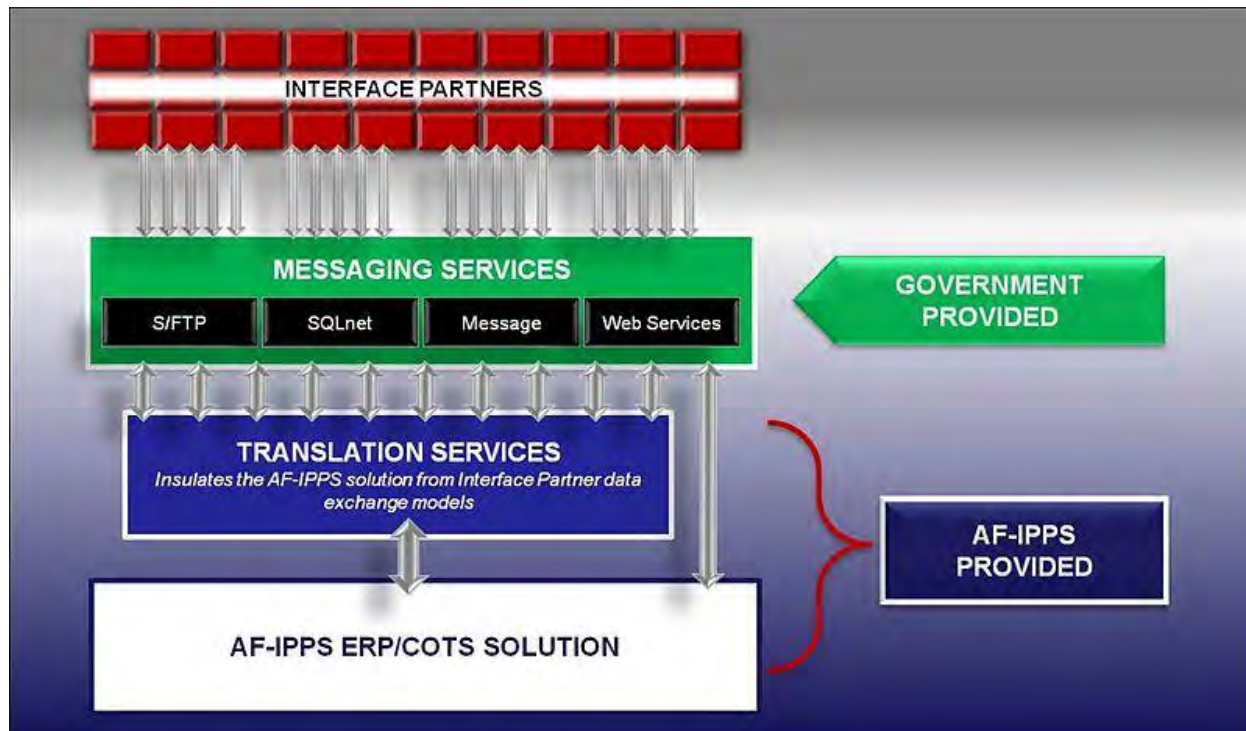 INTERFACE PARTNERS
MESSAGING SERVICES
S/FTP
SQLnet
Message
Web Services
GOVERNMENT
PROVIDED
TRANSLATION SERVICES
Insulates the AF-IPPS solution from Interface Partner data
exchange models
AF-IPPS
PROVIDED
AF-IPPS ERP/COTS SOLUTION